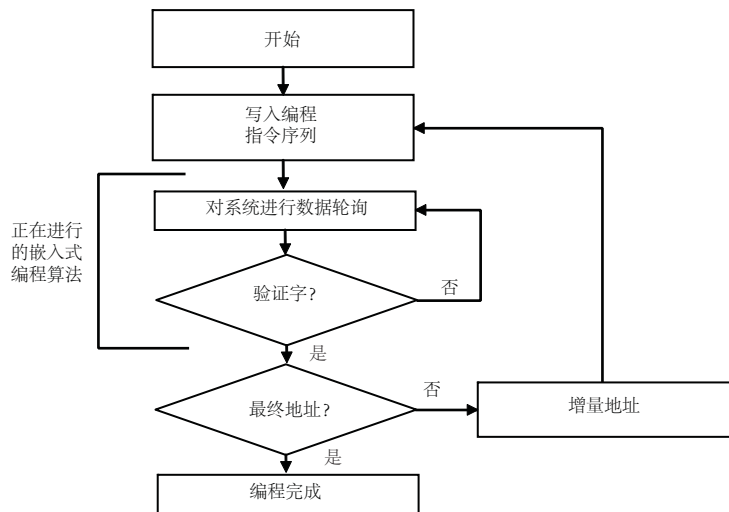 开始
写入编程
指令序列
对系统进行数据轮询
正在进行
的嵌入式
编程算法
验证字?
否
是
最终地址?
否
增量地址
是
编程完成